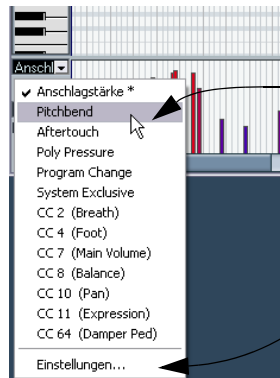 Anschl
Anschlagstärke *
Pitchbend
Aftertouch
Poly Pressure
Program Change
System Exclusive
CC 2 (Breath)
CC 4 (Foot)
CC 7 (Main Volume)
CC 8 (Balance)
CC 10 (Pan)
CC 11 (Expression)
CC 64 (Damper Ped)
Einstellungen...